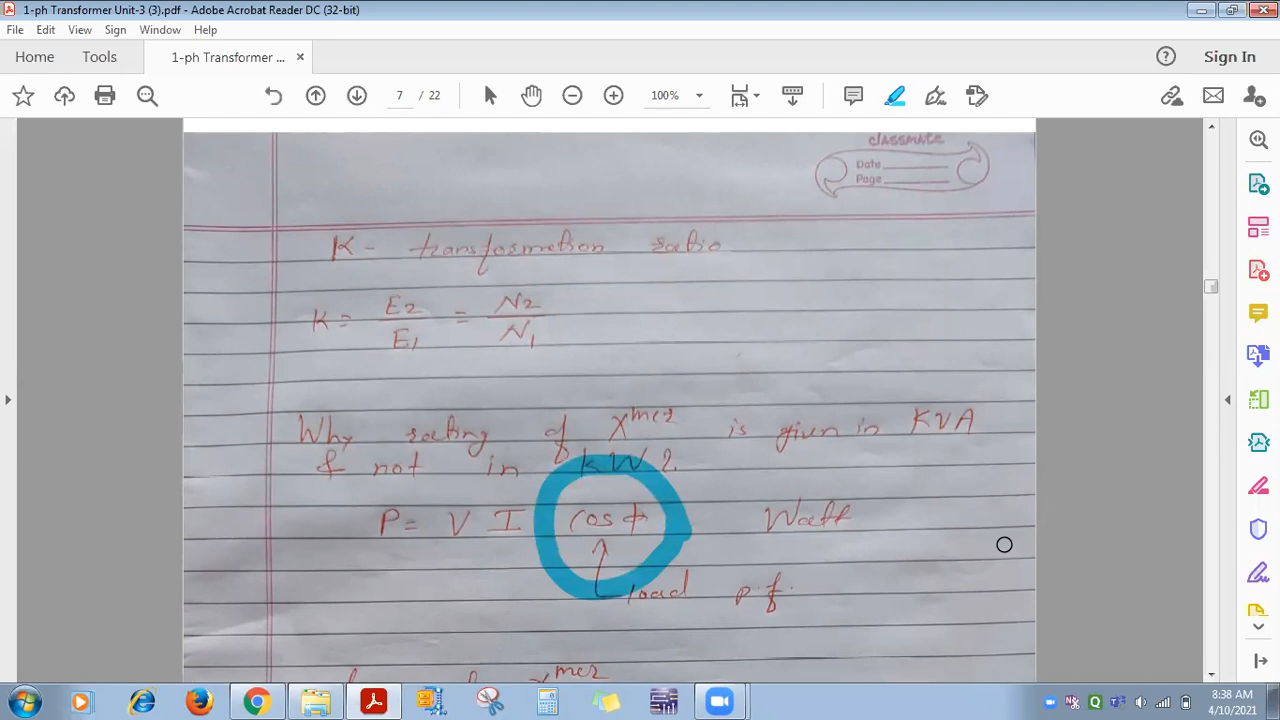 1-ph Transformer Unit-3 (3).pdf - Adobe Acrobat Reader DC (32-bit)
File Edit View Sign Window Help
Home Tools 1-ph Transformer ... × Sign In
7 / 22 100%
classmate
Date
Page
K - transformation ratio
K = E2 / E1 = N2 / N1
Why rating of Xmer is given in KVA
& not in kW?
P = V I cos ϕ Watt
load p.f.
Xmer
8:38 AM
4/10/2021